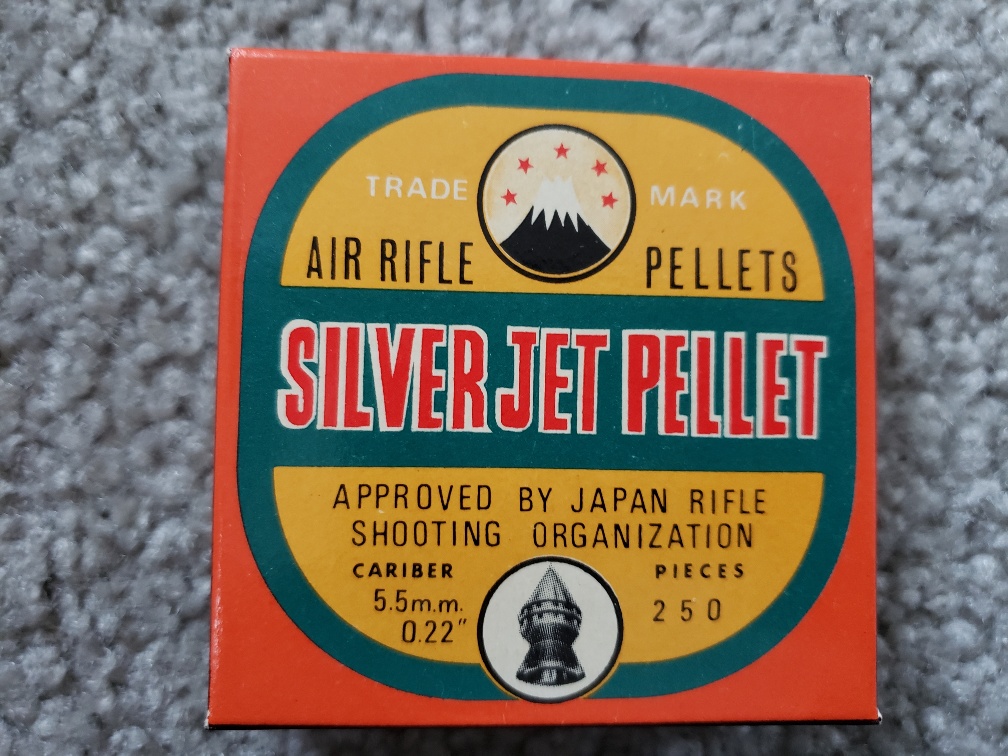 TRADE MARK
AIR RIFLE PELLETS
SILVER JET PELLET
APPROVED BY JAPAN RIFLE
SHOOTING ORGANIZATION
CARIBER PIECES
5.5m.m. 250
0.22"